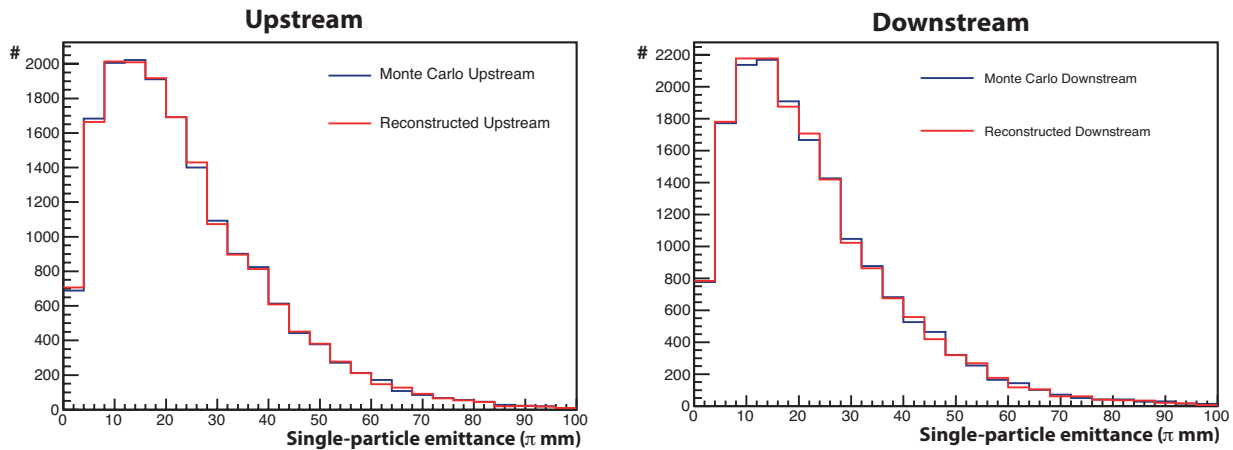 Upstream
#
Monte Carlo Upstream
Reconstructed Upstream
2000
1800
1600
1400
1200
1000
800
600
400
200
0
0 10 20 30 40 50 60 70 80 90 100
Single-particle emittance (π mm)
Downstream
#
Monte Carlo Downstream
Reconstructed Downstream
2200
2000
1800
1600
1400
1200
1000
800
600
400
200
0
0 10 20 30 40 50 60 70 80 90 100
Single-particle emittance (π mm)